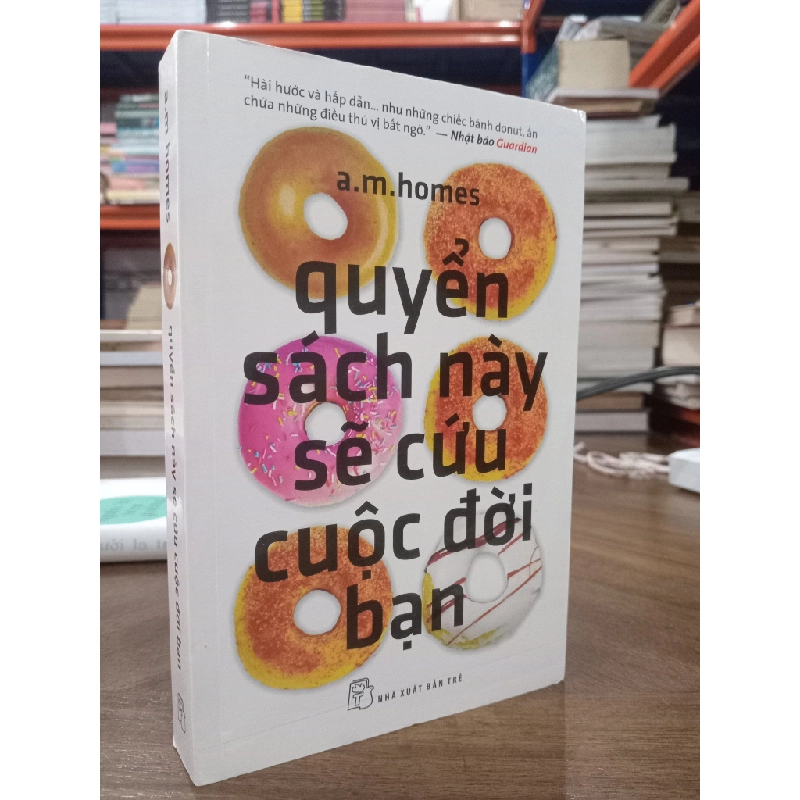 "Hài hước và hấp dẫn... như những chiếc bánh donut, ẩn
chứa những điều thú vị bất ngờ." — Nhật báo Guardian
a.m.homes
quyển
sách này
sẽ cứu
cuộc đời
bạn
NHÀ XUẤT BẢN TRẺ
a.m homes
quyển sách này sẽ cứu cuộc đời bạn